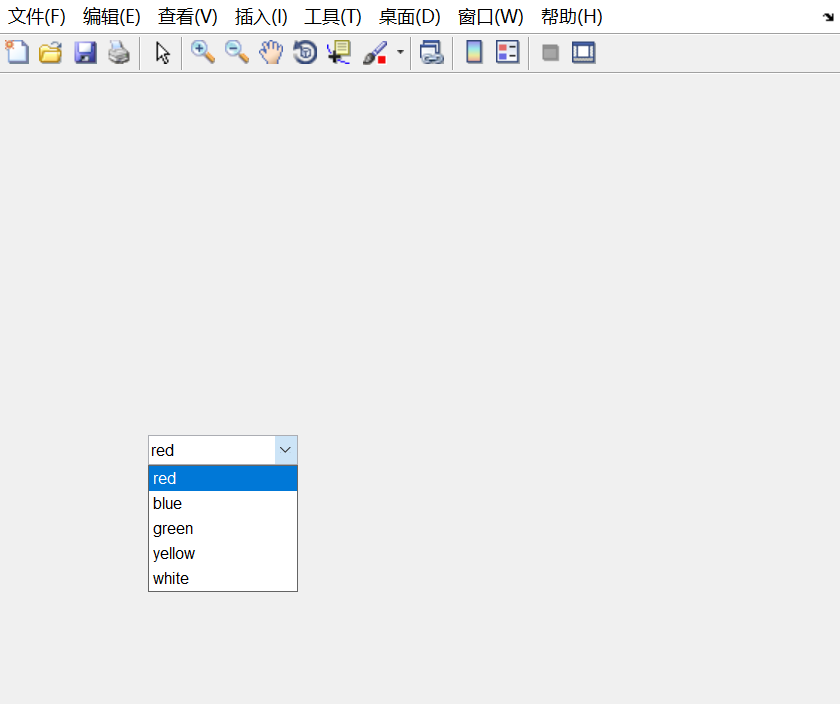 文件(F) 编辑(E) 查看(V) 插入(I) 工具(T) 桌面(D) 窗口(W) 帮助(H)
red
red
blue
green
yellow
white